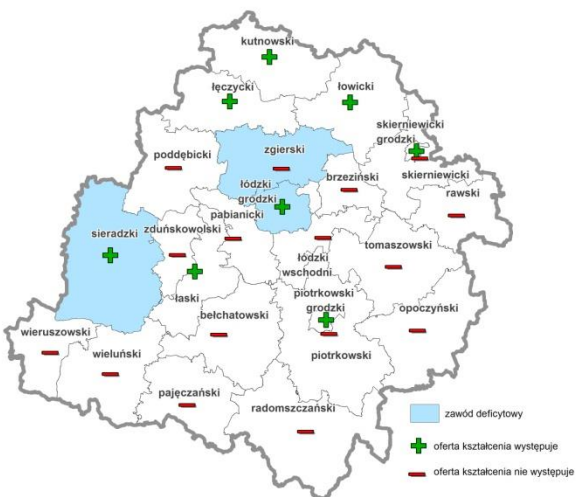 kutnowski
łęczycki
łowicki
skierniewicki
grodzki
zgierski
poddębicki
brzeziński
skierniewicki
łódzki
grodzki
rawski
pabianicki
sieradzki
zduńskowolski
tomaszowski
łódzki
wschodni
łaski
piotrkowski
grodzki
bełchatowski
opoczyński
wieruszowski
wieluński
piotrkowski
pajęczański
radomszczański
zawód deficytowy
oferta kształcenia występuje
oferta kształcenia nie występuje